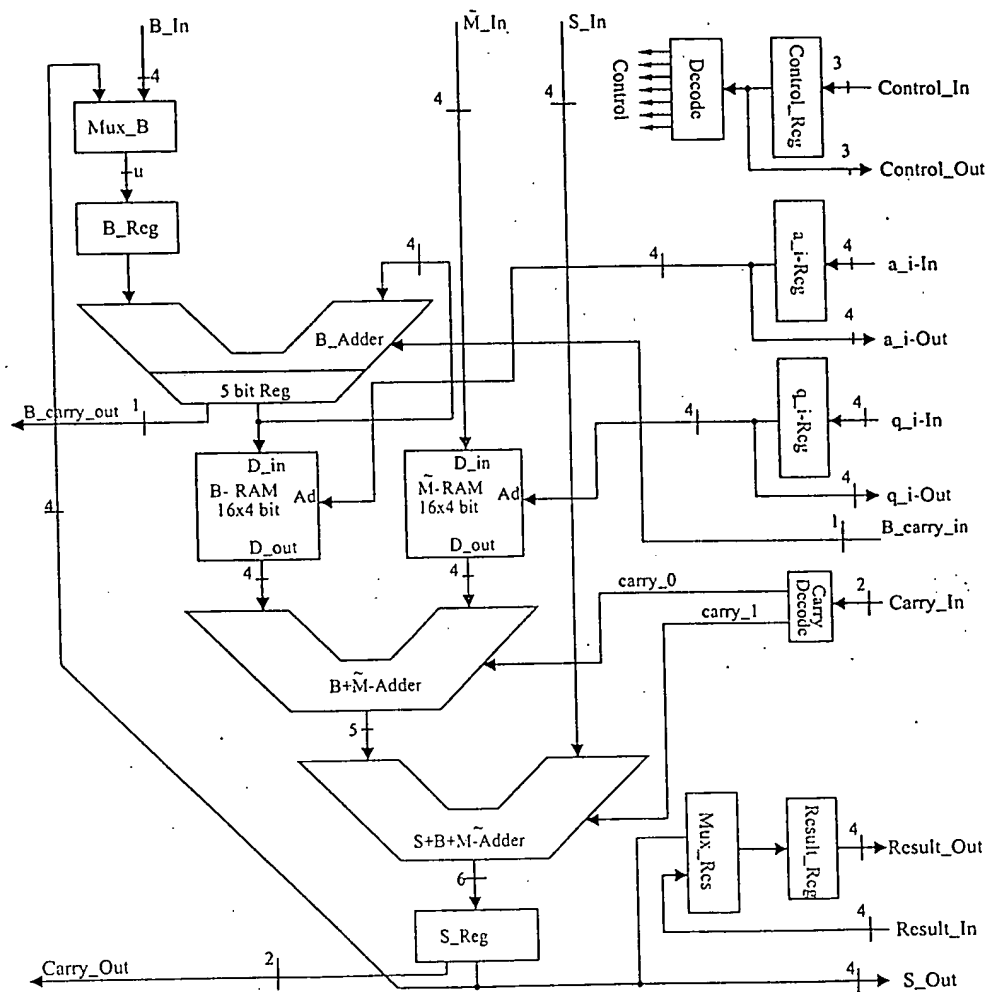 B_In
M̃_In
S_In
4
4
4
Mux_B
u
B_Reg
Control
Decode
Control_Reg
3
Control_In
3
Control_Out
4
4
a_i-Reg
4
a_i-In
4
a_i-Out
B_Adder
5 bit Reg
B_carry_out
1
4
q_i-Reg
4
q_i-In
4
q_i-Out
1
B_carry_in
4
D_in
B- RAM
16x4 bit
Ad
D_out
D_in
M̃-RAM
16x4 bit
Ad
D_out
4
4
carry_0
carry_1
Carry
Decode
2
Carry_In
B+M̃-Adder
5
S+B+M̃-Adder
6
S_Reg
Mux_Res
Result_Reg
4
Result_Out
4
Result_In
Carry_Out
2
4
S_Out